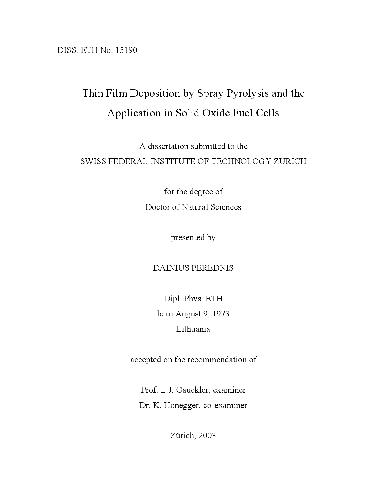 DISS. ETH No. 15190
Thin Film Deposition by Spray Pyrolysis and the
Application in Solid Oxide Fuel Cells
A dissertation submitted to the
SWISS FEDERAL INSTITUTE OF TECHNOLOGY ZURICH
for the degree of
Doctor of Natural Sciences
presented by
DAINIUS PEREDNIS
Dipl. Phys. ETH
born August 9, 1973
Lithuania
accepted on the recommendation of
Prof. L. J. Gauckler, examiner
Dr. K. Honegger, co-examiner
Zürich, 2003